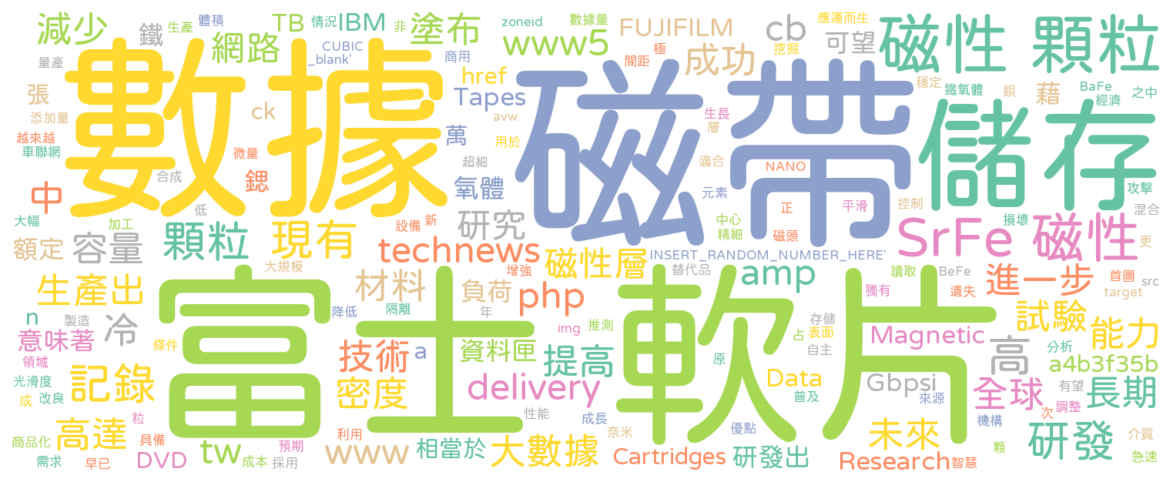 減少
鐵
生產
體積
TB
情況
IBM
數據量
非
塗布
zoneid
FUJIFILM
cb
應運而生
磁性 顆粒
網路
CUBIC
_blank'
商用
www5
極
間距
成功
挖掘
可望
量產
數據
href
磁帶
穩定
鐵氧體
鋇
BaFe
經濟
之中
張
添加量
ck
Tapes
avw
生長
層
藉
儲存
越來越
車聯網
微量
萬
用於
超細
適合
NANO
攻擊
中
合成
鍶
氧體
元素
平滑
控制
大幅
加工
低
設備
新
研究
中心
精細
正
磁頭
SrFe 磁性
損壞
混合
更
額定
容量
顆粒
現有
technews
磁性層
INSERT_RANDOM_NUMBER_HERE'
大規模
增強
替代品
amp
讀取
BeFe
進一步
首圖
src
生產出
材料
負荷
php
獨有
遺失
target
n
製造
冷
降低
隔離
年
富士軟片
img
推測
存儲
占
表面
Magnetic
試驗
能力
意味著
領域
條件
技術
a
資料匣
提高
原
自主
高
分析
a4b3f35b
光滑度
成
改良
記錄
密度
delivery
Data
普及
Gbpsi
來源
有望
全球
次
調整
長期
粒
性能
成長
奈米
優點
機構
商品化
高達
具備
預期
利用
未來
顆
研發
介質
需求
早已
DVD
tw
成本
採用
www
相當於
大數據
Cartridges
研發出
Research
智慧
急速